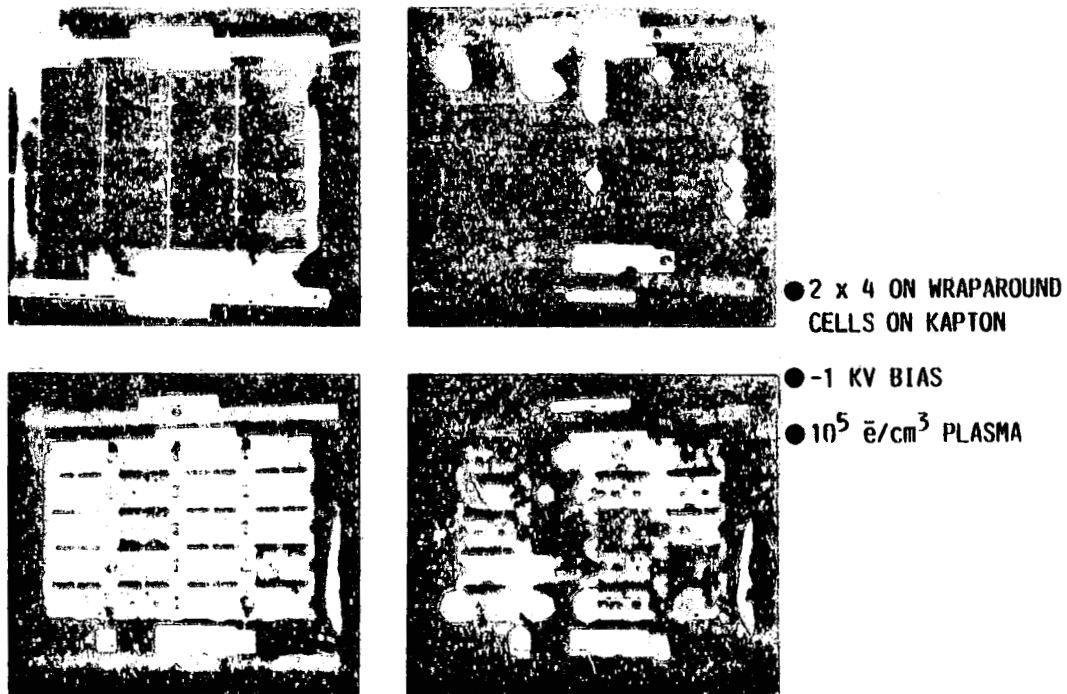 ● 2 x 4 ON WRAPAROUND
CELLS ON KAPTON
● -1 KV BIAS
● 10⁵ ē/cm³ PLASMA